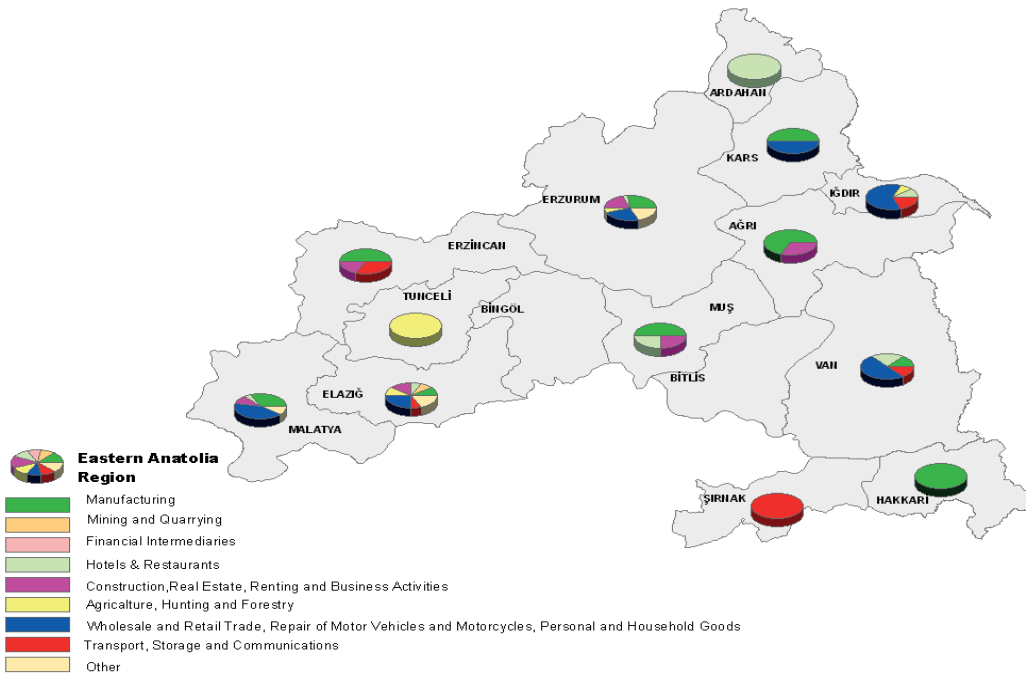 ARDAHAN
KARS
IĞDIR
ERZURUM
AĞRI
ERZİNCAN
TUNCELİ
BİNGÖL
MUŞ
BİTLİS
VAN
ELAZIĞ
MALATYA
ŞIRNAK
HAKKARİ
Eastern Anatolia
Region
Manufacturing
Mining and Quarrying
Financial Intermediaries
Hotels & Restaurants
Construction,Real Estate, Renting and Business Activities
Agriculture, Hunting and Forestry
Wholesale and Retail Trade, Repair of Motor Vehicles and Motorcycles, Personal and Household Goods
Transport, Storage and Communications
Other